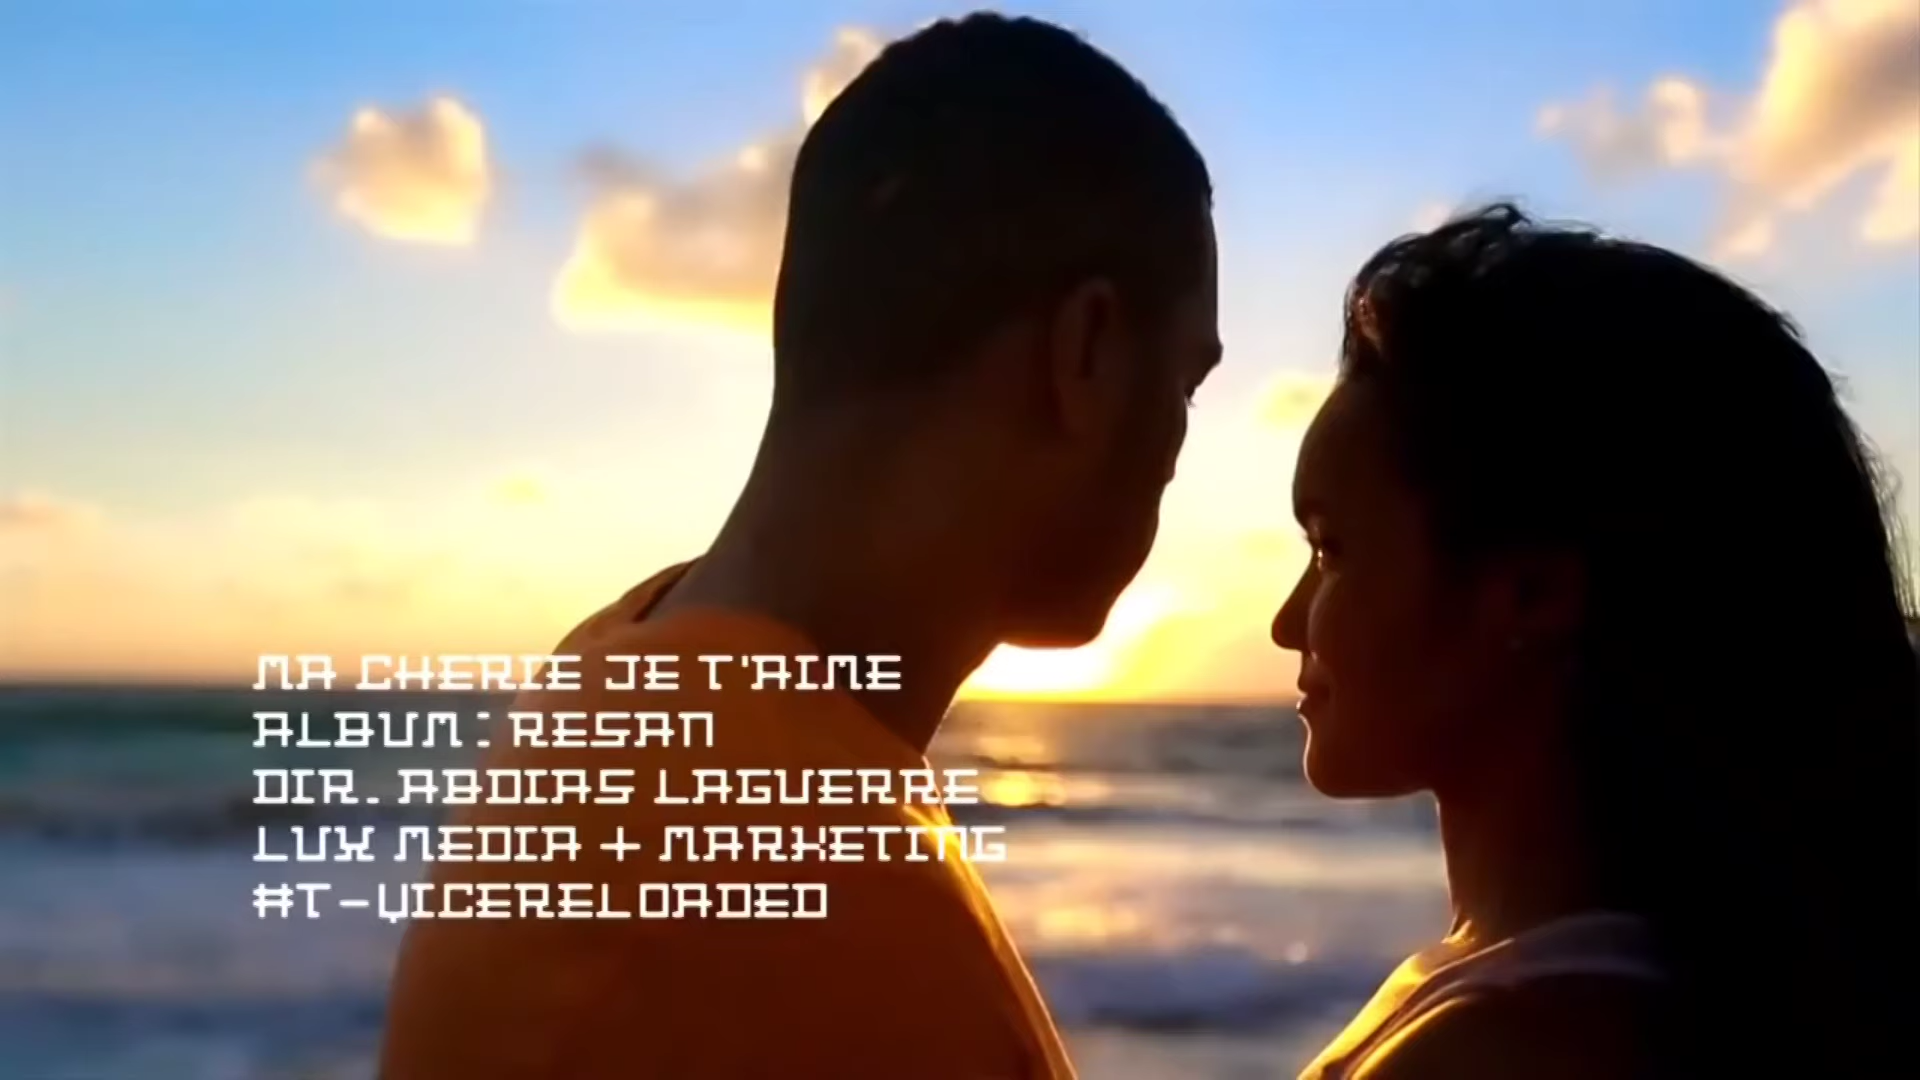 MA CHERIE JE T'AIME
ALBUM: RESAN
DIR. ABDIAS LAGUERRE
LUX MEDIA + MARKETING
#T-VICERELOADED